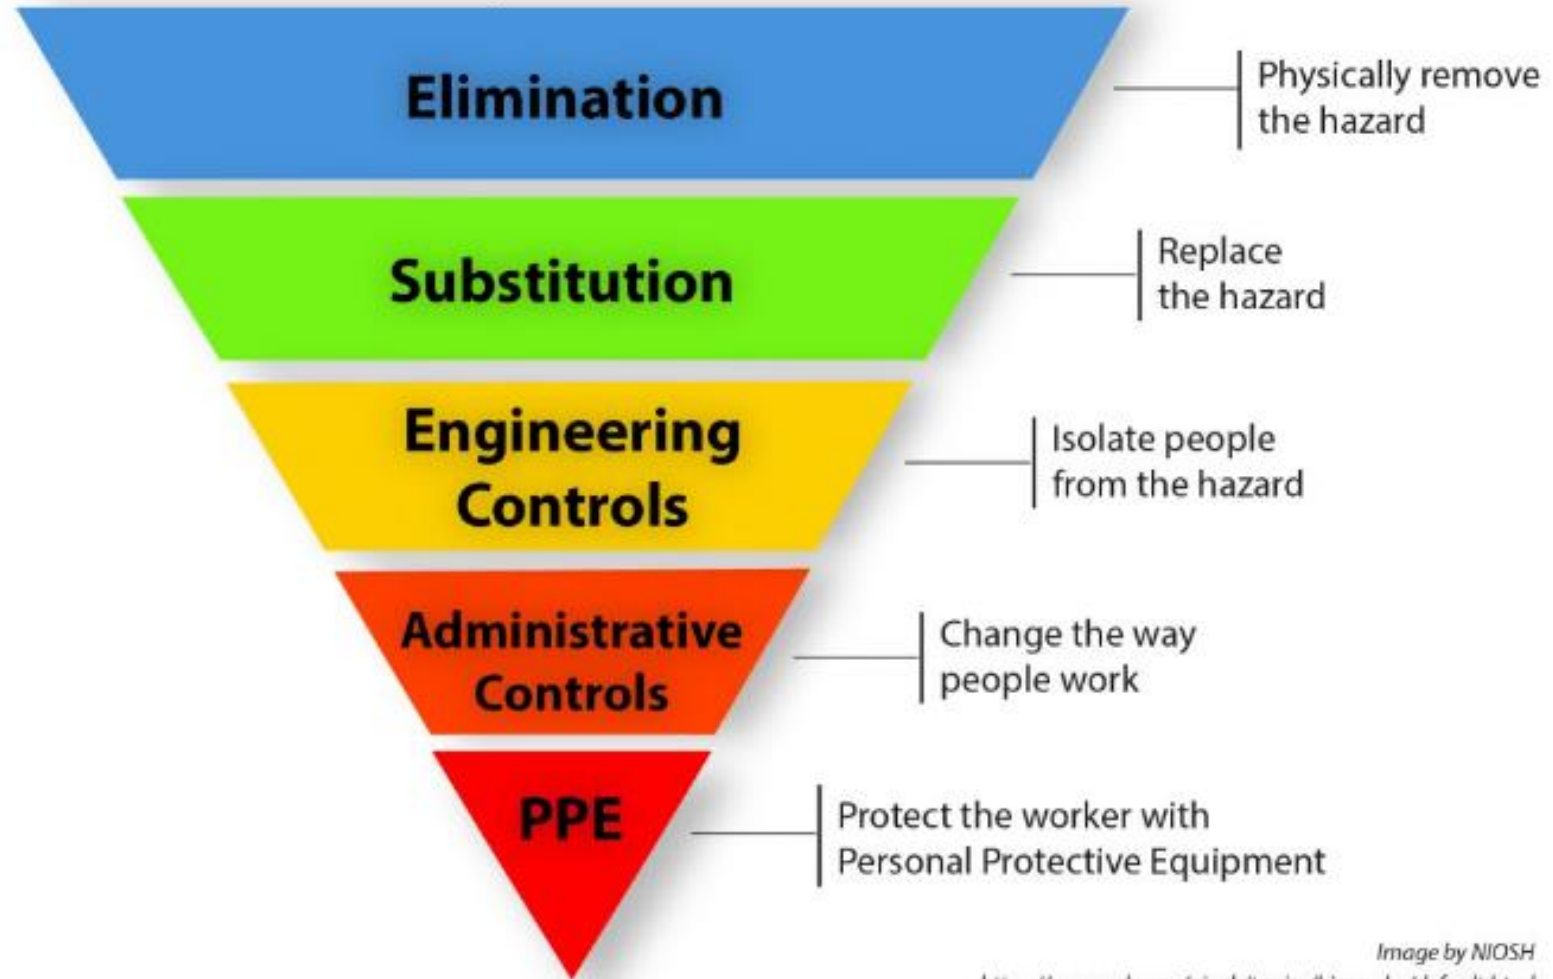 Elimination
Physically remove
the hazard
Substitution
Replace
the hazard
Engineering
Controls
Isolate people
from the hazard
Administrative
Controls
Change the way
people work
PPE
Protect the worker with
Personal Protective Equipment
Image by NIOSH